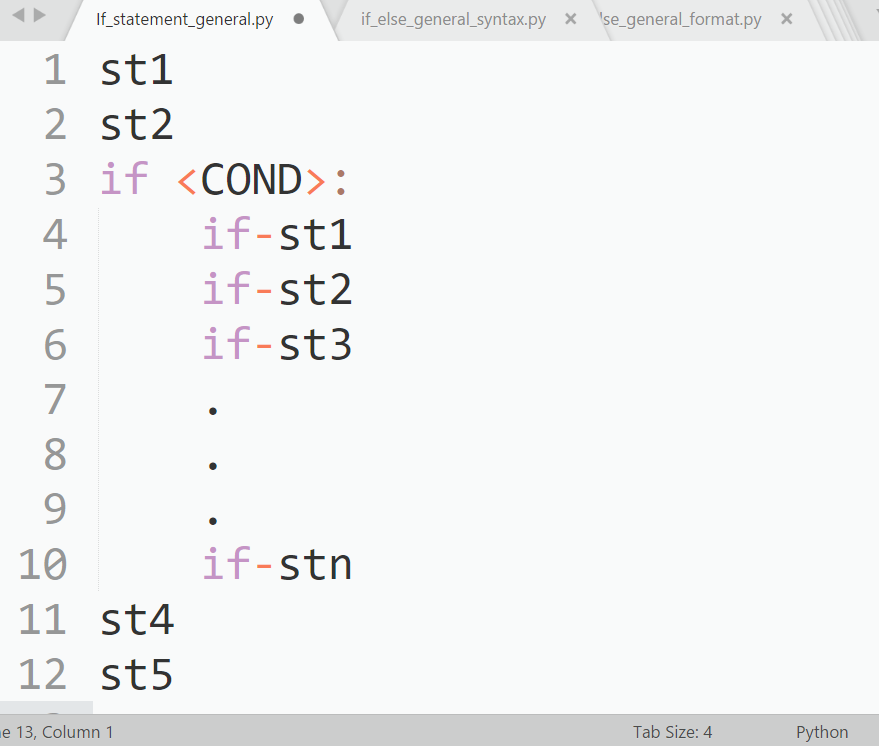 If_statement_general.py if_else_general_syntax.py lse_general_format.py
1 st1
2 st2
3 if <COND>:
4 if-st1
5 if-st2
6 if-st3
7 .
8 .
9 .
10 if-stn
11 st4
12 st5
e 13, Column 1 Tab Size: 4 Python